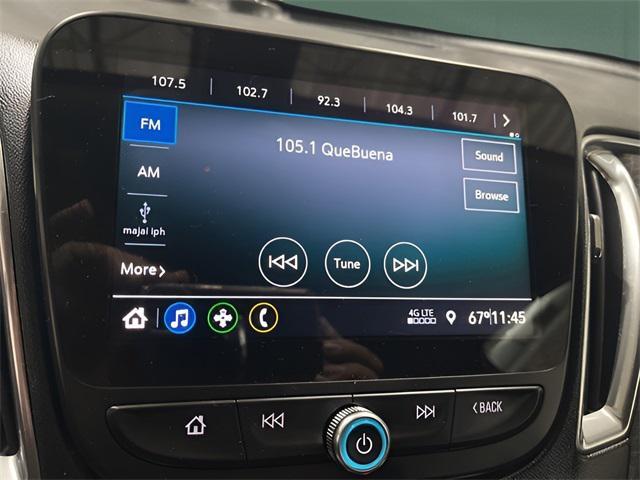 107.5 102.7 92.3 104.3 101.7 >
FM
105.1 QueBuena
Sound
AM
Browse
majal iph
Tune
More >
4G LTE
67° 11:45
< BACK